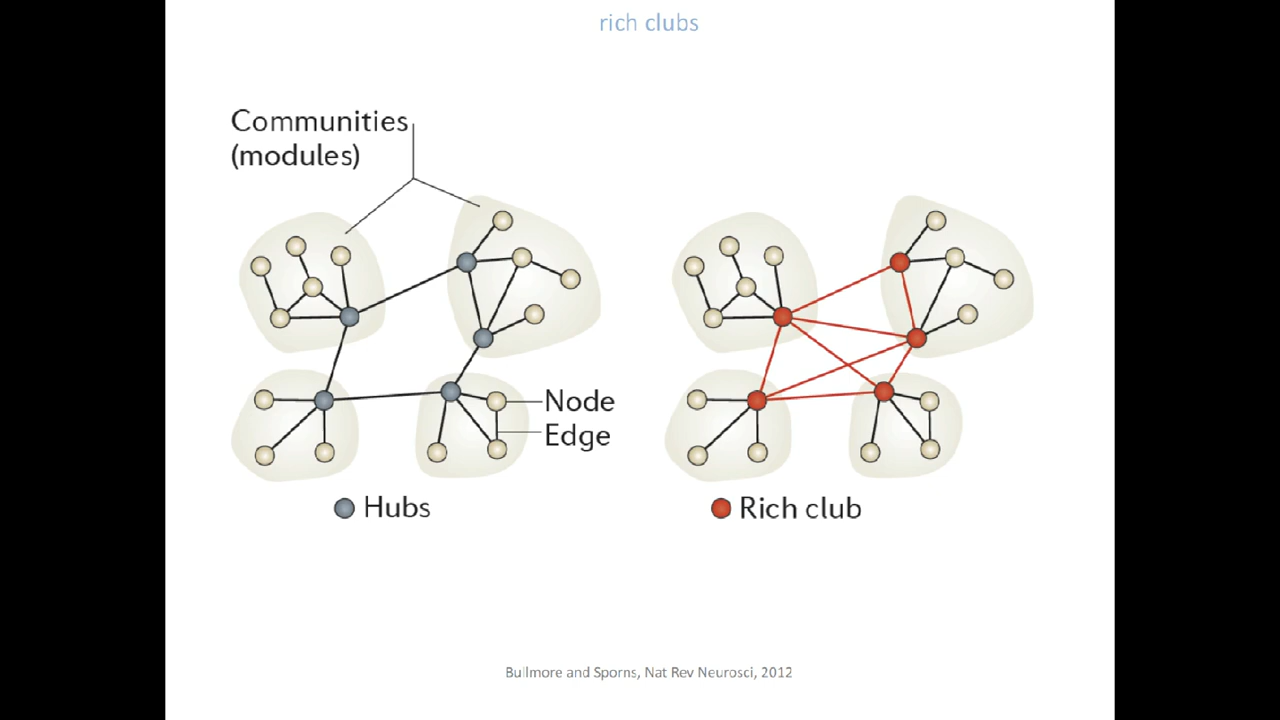 rich clubs
Communities
(modules)
Node
Edge
Hubs
Rich club
Bullmore and Sporns, Nat Rev Neurosci, 2012